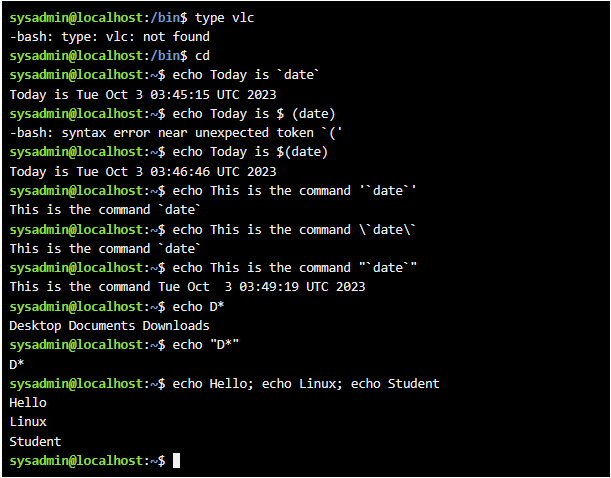 sysadmin@localhost:/bin$ type vlc
-bash: type: vlc: not found
sysadmin@localhost:/bin$ cd
sysadmin@localhost:~$ echo Today is `date`
Today is Tue Oct 3 03:45:15 UTC 2023
sysadmin@localhost:~$ echo Today is $ (date)
-bash: syntax error near unexpected token `('
sysadmin@localhost:~$ echo Today is $(date)
Today is Tue Oct 3 03:46:46 UTC 2023
sysadmin@localhost:~$ echo This is the command '`date`'
This is the command `date`
sysadmin@localhost:~$ echo This is the command \`date\`
This is the command `date`
sysadmin@localhost:~$ echo This is the command "`date`"
This is the command Tue Oct  3 03:49:19 UTC 2023
sysadmin@localhost:~$ echo D*
Desktop Documents Downloads
sysadmin@localhost:~$ echo "D*"
D*
sysadmin@localhost:~$ echo Hello; echo Linux; echo Student
Hello
Linux
Student
sysadmin@localhost:~$